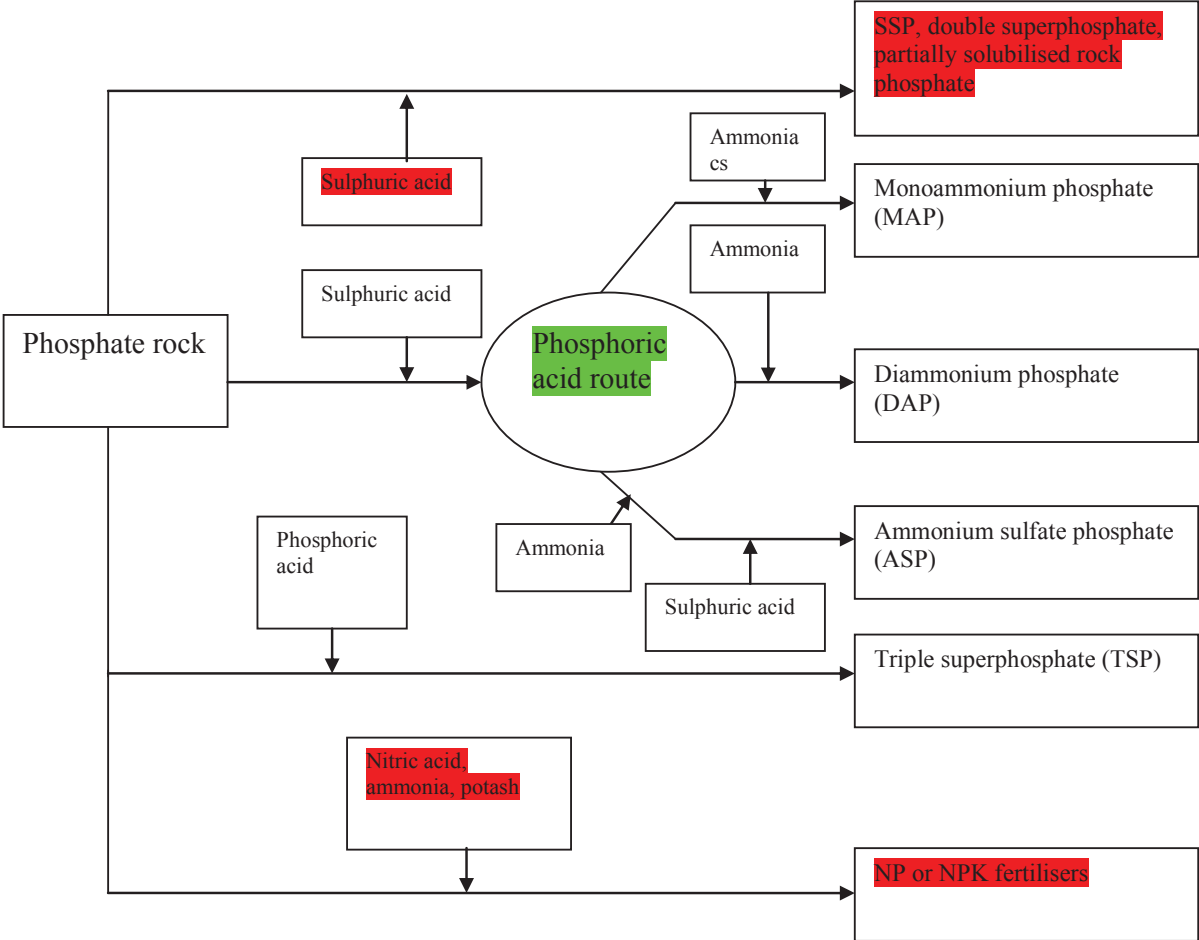 SSP, double superphosphate,
partially solubilised rock
phosphate
Ammonia
cs
Sulphuric acid
Monoammonium phosphate
(MAP)
Ammonia
Sulphuric acid
Phosphate rock
Phosphoric
acid route
Diammonium phosphate
(DAP)
Phosphoric
acid
Ammonia
Ammonium sulfate phosphate
(ASP)
Sulphuric acid
Triple superphosphate (TSP)
Nitric acid,
ammonia, potash
NP or NPK fertilisers